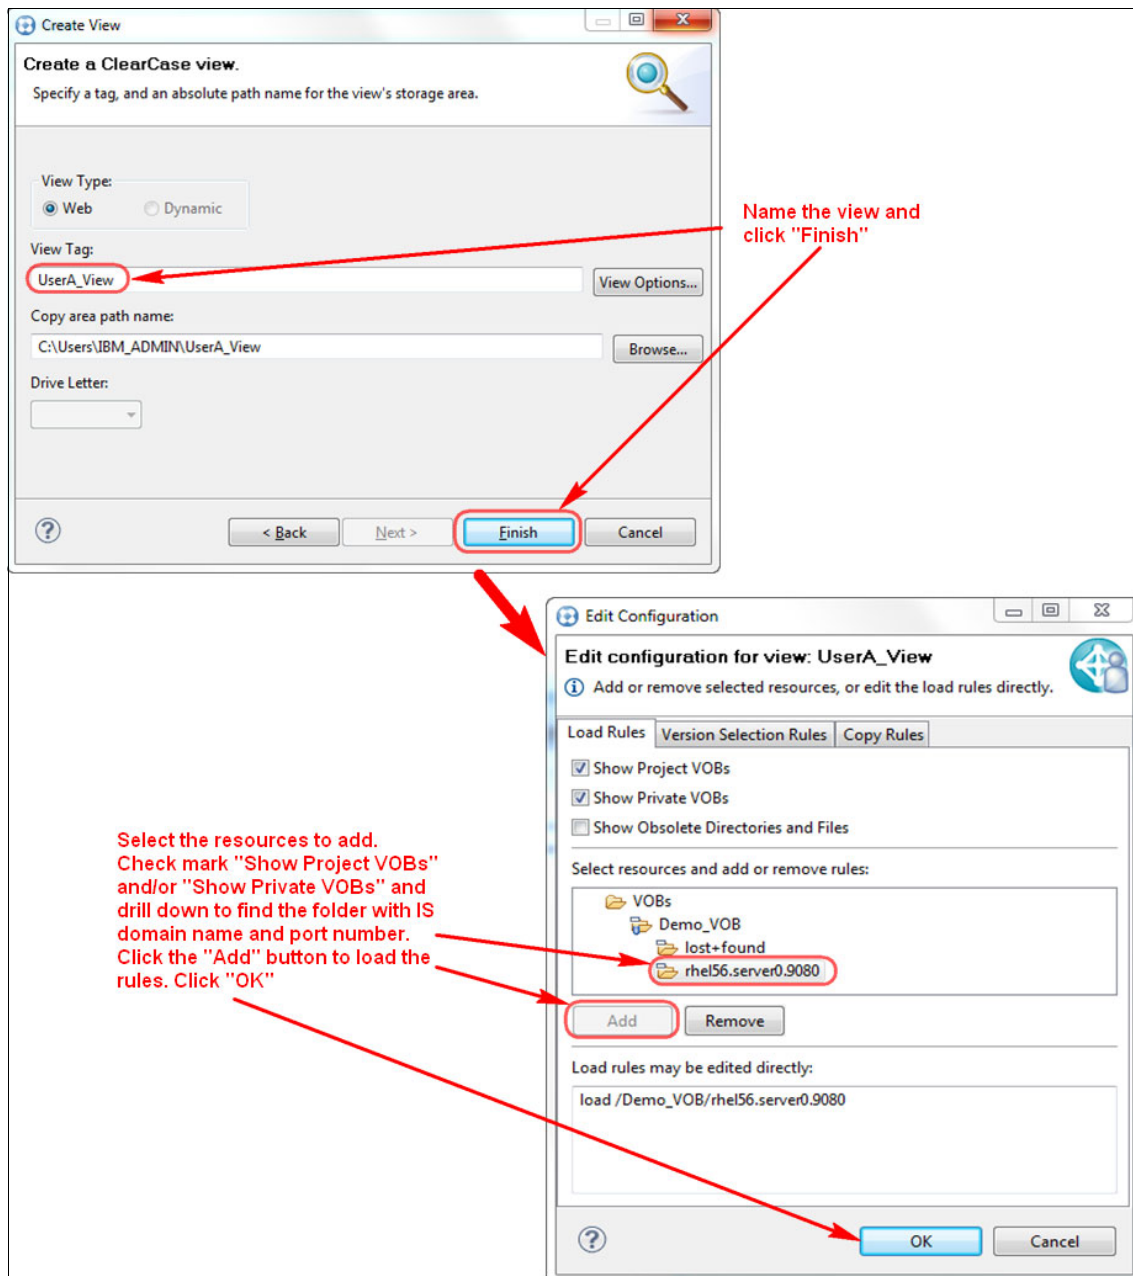 Create View
Create a ClearCase view.
Specify a tag, and an absolute path name for the view's storage area.
View Type:
Web
Dynamic
View Tag:
UserA_View
View Options...
Copy area path name:
C:\Users\IBM_ADMIN\UserA_View
Browse...
Drive Letter:
< Back
Next >
Finish
Cancel
Name the view and
click "Finish"
Edit Configuration
Edit configuration for view: UserA_View
Add or remove selected resources, or edit the load rules directly.
Load Rules
Version Selection Rules
Copy Rules
Show Project VOBs
Show Private VOBs
Show Obsolete Directories and Files
Select resources and add or remove rules:
VOBs
Demo_VOB
lost+found
rhel56.server0.9080
Add
Remove
Load rules may be edited directly:
load /Demo_VOB/rhel56.server0.9080
OK
Cancel
Select the resources to add.
Check mark "Show Project VOBs"
and/or "Show Private VOBs" and
drill down to find the folder with IS
domain name and port number.
Click the "Add" button to load the
rules. Click "OK"